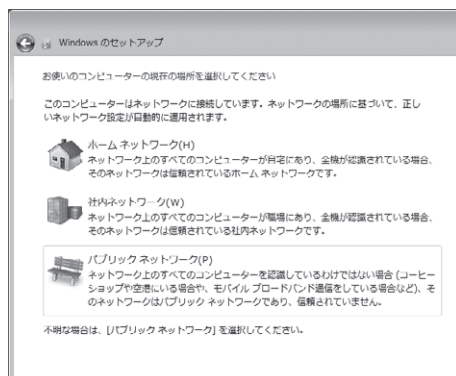 Windows のセットアップ
お使いのコンピューターの現在の場所を選択してください
このコンピューターはネットワークに接続しています。ネットワークの場所に基づいて、正し
いネットワーク設定が自動的に適用されます。
ホーム ネットワーク(H)
ネットワーク上のすべてのコンピューターが自宅にあり、全機が認識されている場合、
そのネットワークは信頼されているホーム ネットワークです。
社内ネットワーク(W)
ネットワーク上のすべてのコンピューターが職場にあり、全機が認識されている場合、
そのネットワークは信頼されている社内ネットワークです。
パブリック ネットワーク(P)
ネットワーク上のすべてのコンピューターを認識しているわけではない場合 (コーヒー
ショップや空港にいる場合や、モバイル ブロードバンド通信をしている場合など)、そ
のネットワークはパブリック ネットワークであり、信頼されていません。
不明な場合は、[パブリック ネットワーク] を選択してください。